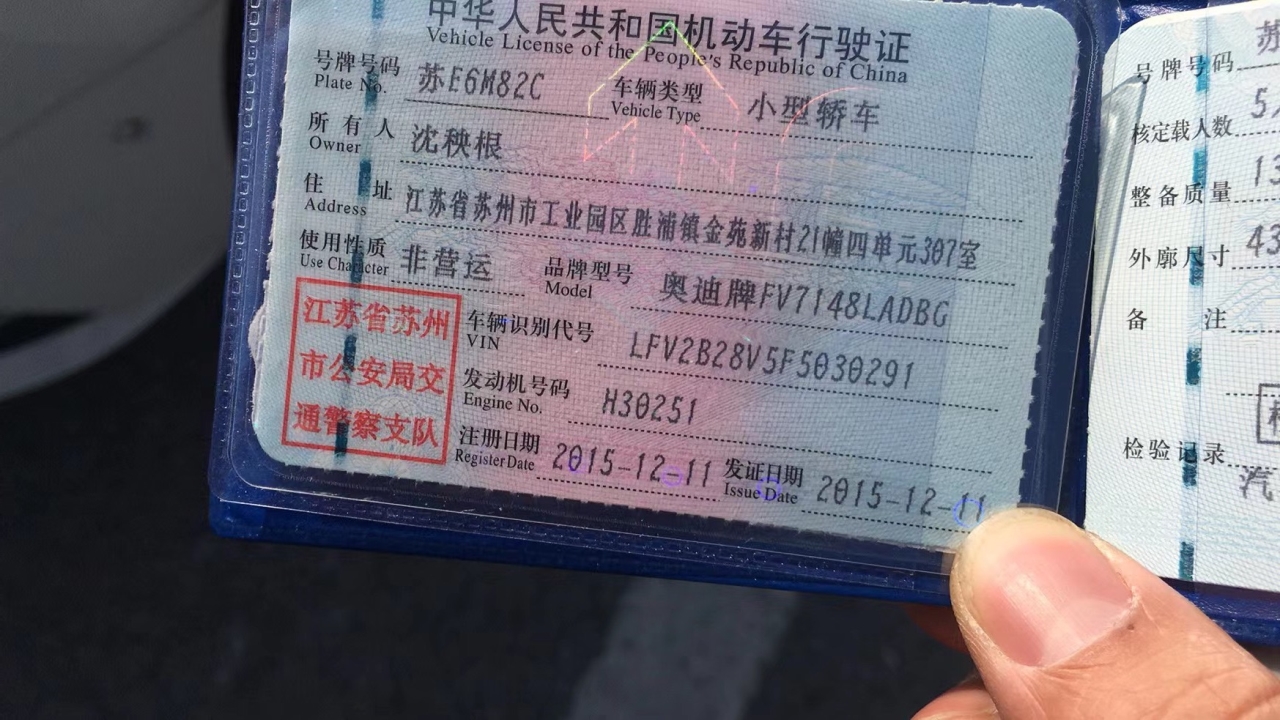 中华人民共和国机动车行驶证
Vehicle License of the People's Republic of China
号牌号码 苏E6M82C 车辆类型 小型轿车
Plate No. Vehicle Type
所有人 沈秧根
Owner
住址 江苏省苏州市工业园区胜浦镇金苑新村21幢四单元307室
Address
使用性质 非营运 品牌型号 奥迪牌FV7148LADBG
Use Character Model
江苏省苏州
市公安局交
通警察支队
车辆识别代号 LFV2B28V5F5030291
VIN
发动机号码 H30251
Engine No.
注册日期 2015-12-11 发证日期 2015-12-11
Register Date Issue Date
号牌号码 苏
核定载人数 5
整备质量 13
外廓尺寸 43
备注
检验记录
汽